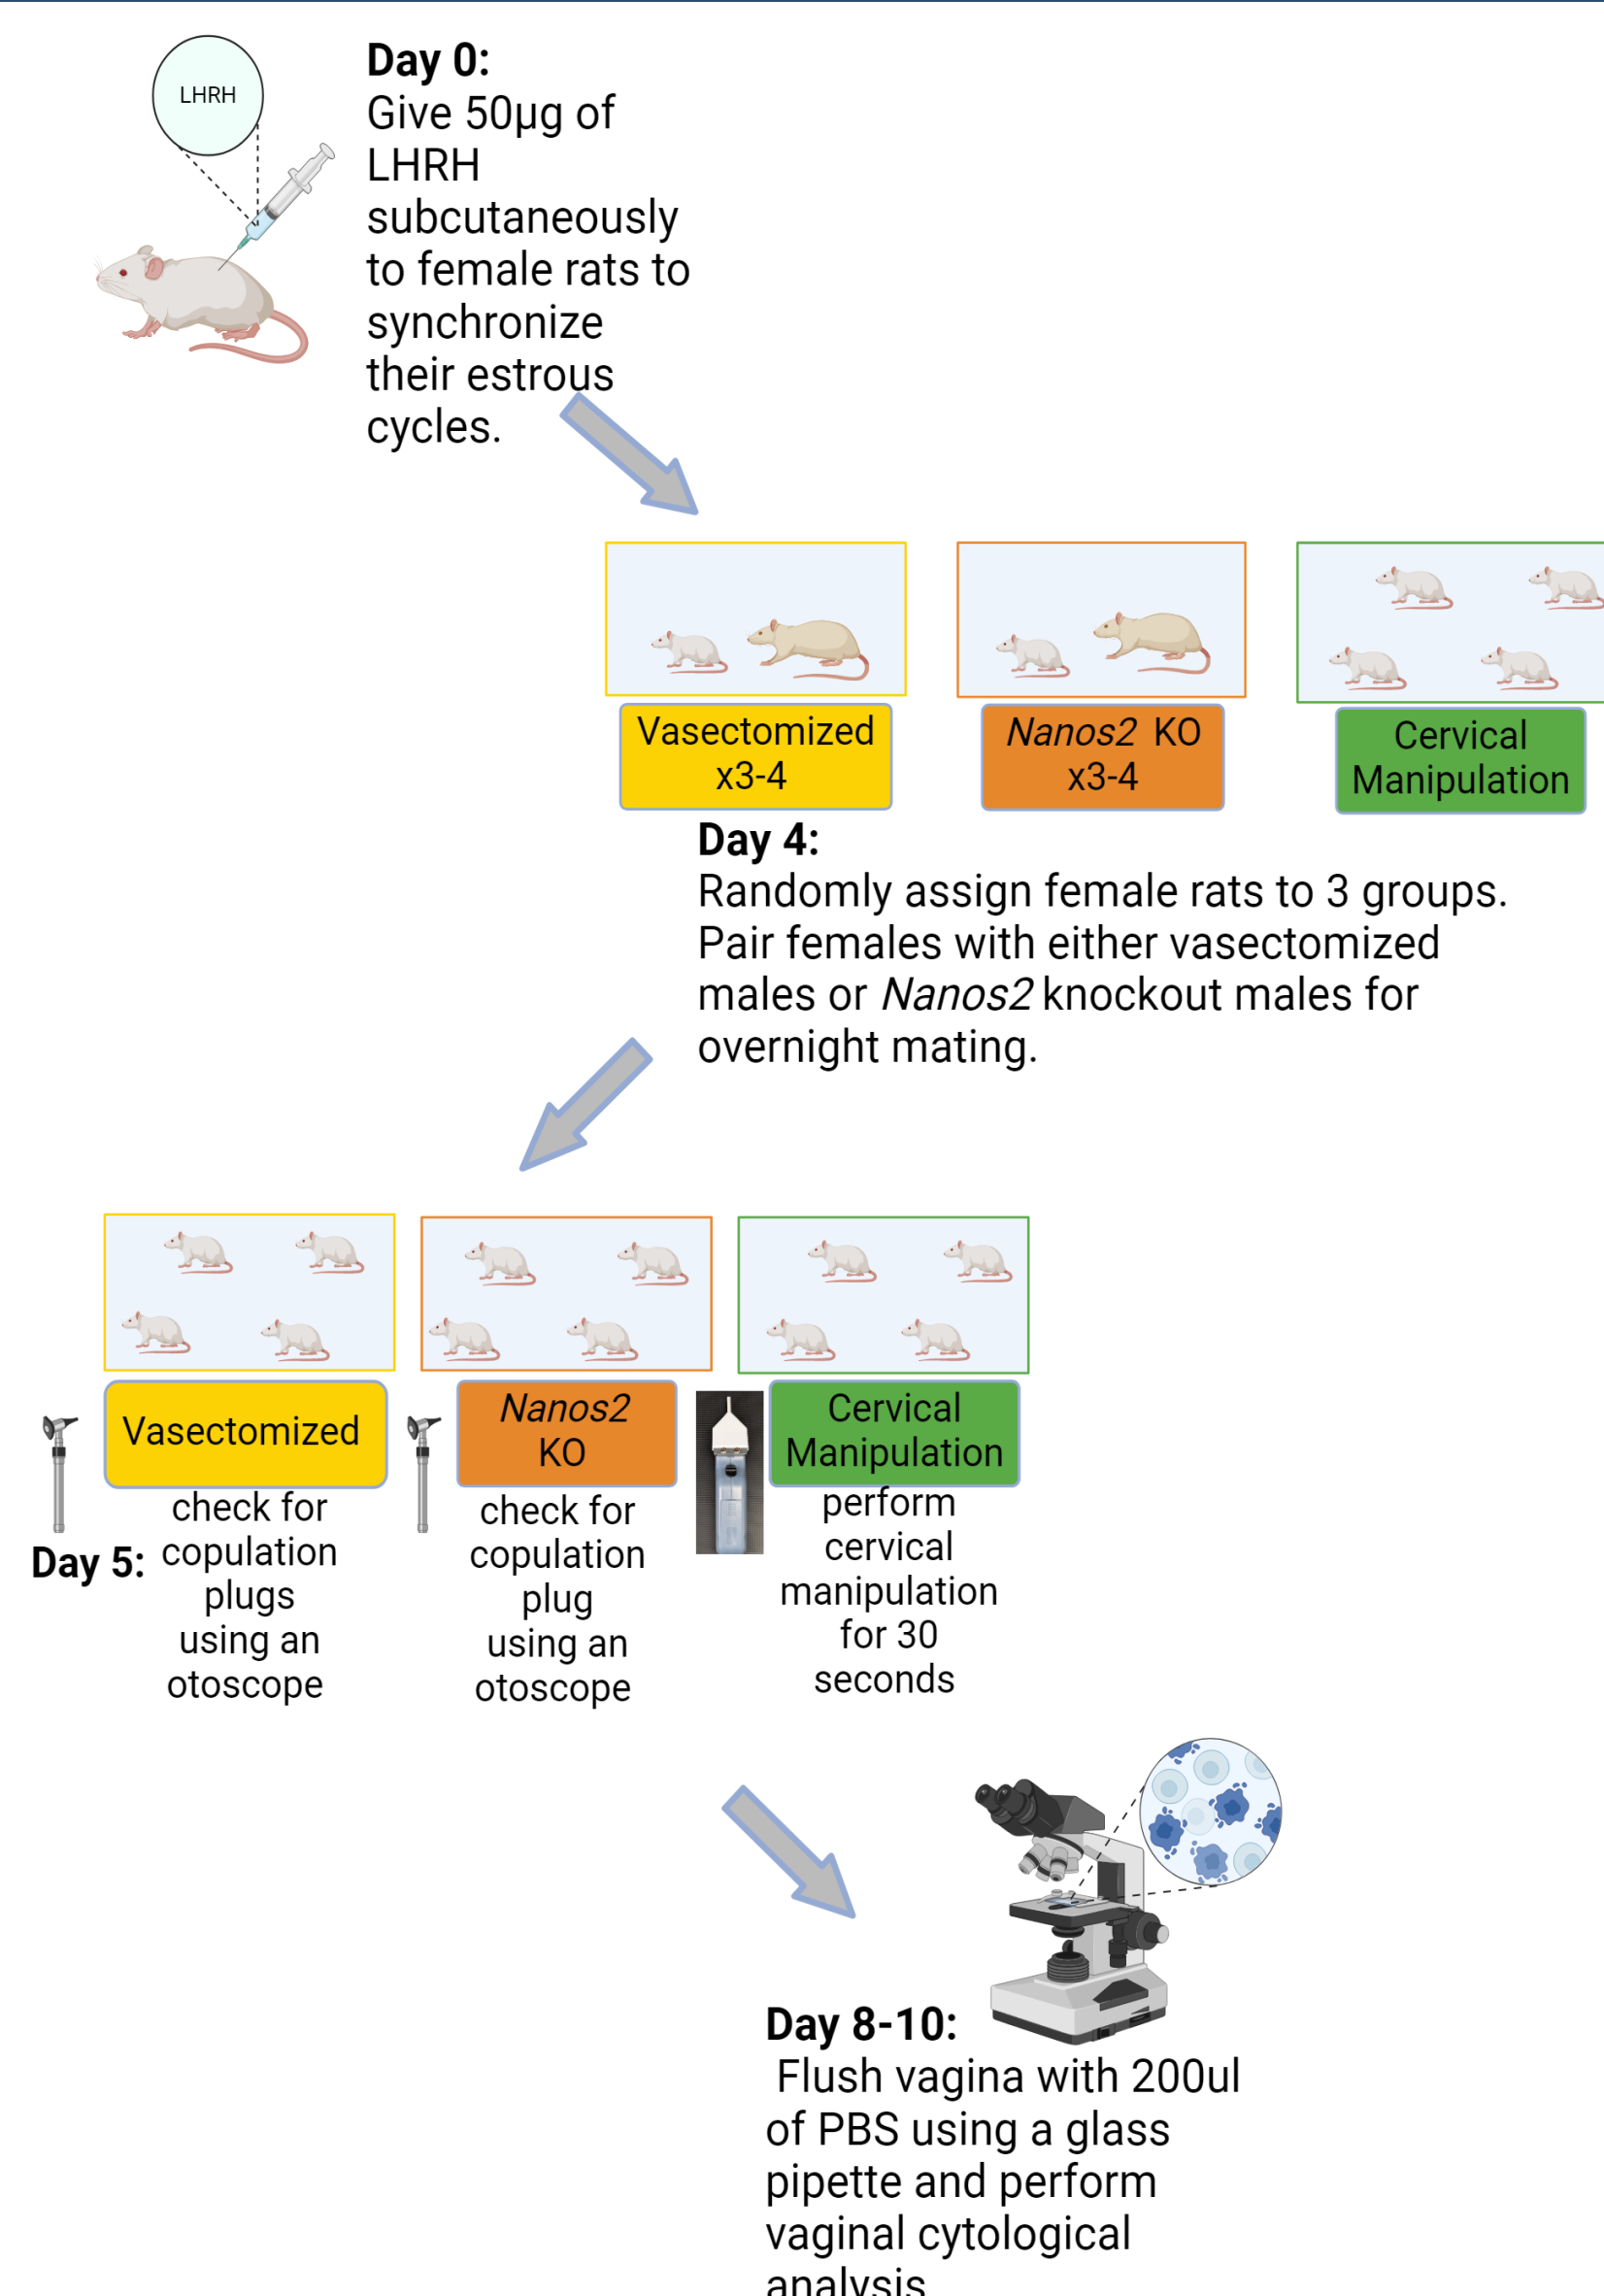 LHRH
Day 0:
Give 50µg of
LHRH
subcutaneously
to female rats to
synchronize
their estrous
cycles.
Vasectomized
x3-4
Nanos2 KO
x3-4
Cervical
Manipulation
Day 4:
Randomly assign female rats to 3 groups.
Pair females with either vasectomized
males or Nanos2 knockout males for
overnight mating.
Vasectomized
Nanos2
KO
Cervical
Manipulation
Day 5:
check for
copulation
plugs
using an
otoscope
check for
copulation
plug
using an
otoscope
perform
cervical
manipulation
for 30
seconds
Day 8-10:
Flush vagina with 200ul
of PBS using a glass
pipette and perform
vaginal cytological
analysis